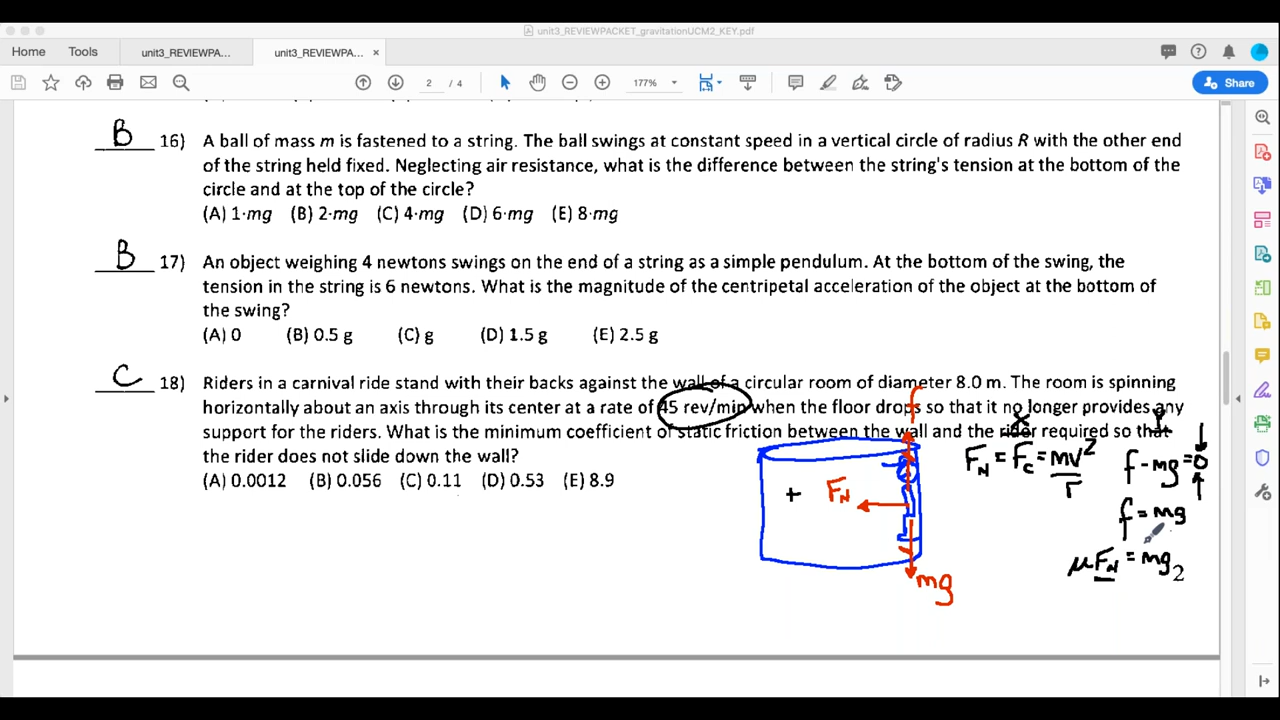 unit3_REVIEWPACKET_gravitationUCM2_KEY.pdf
Home Tools unit3_REVIEWPA... unit3_REVIEWPA... ×
2 / 4 177% Share
B 16) A ball of mass m is fastened to a string. The ball swings at constant speed in a vertical circle of radius R with the other end
of the string held fixed. Neglecting air resistance, what is the difference between the string's tension at the bottom of the
circle and at the top of the circle?
(A) 1·mg (B) 2·mg (C) 4·mg (D) 6·mg (E) 8·mg
B 17) An object weighing 4 newtons swings on the end of a string as a simple pendulum. At the bottom of the swing, the
tension in the string is 6 newtons. What is the magnitude of the centripetal acceleration of the object at the bottom of
the swing?
(A) 0 (B) 0.5 g (C) g (D) 1.5 g (E) 2.5 g
C 18) Riders in a carnival ride stand with their backs against the wall of a circular room of diameter 8.0 m. The room is spinning
horizontally about an axis through its center at a rate of 45 rev/min when the floor drops so that it no longer provides any
support for the riders. What is the minimum coefficient of static friction between the wall and the rider required so that
the rider does not slide down the wall?
(A) 0.0012 (B) 0.056 (C) 0.11 (D) 0.53 (E) 8.9
f
+ FN
mg
X
FN = Fc = mv²
r
Y
f - mg = 0
f = mg
μFN = mg
2